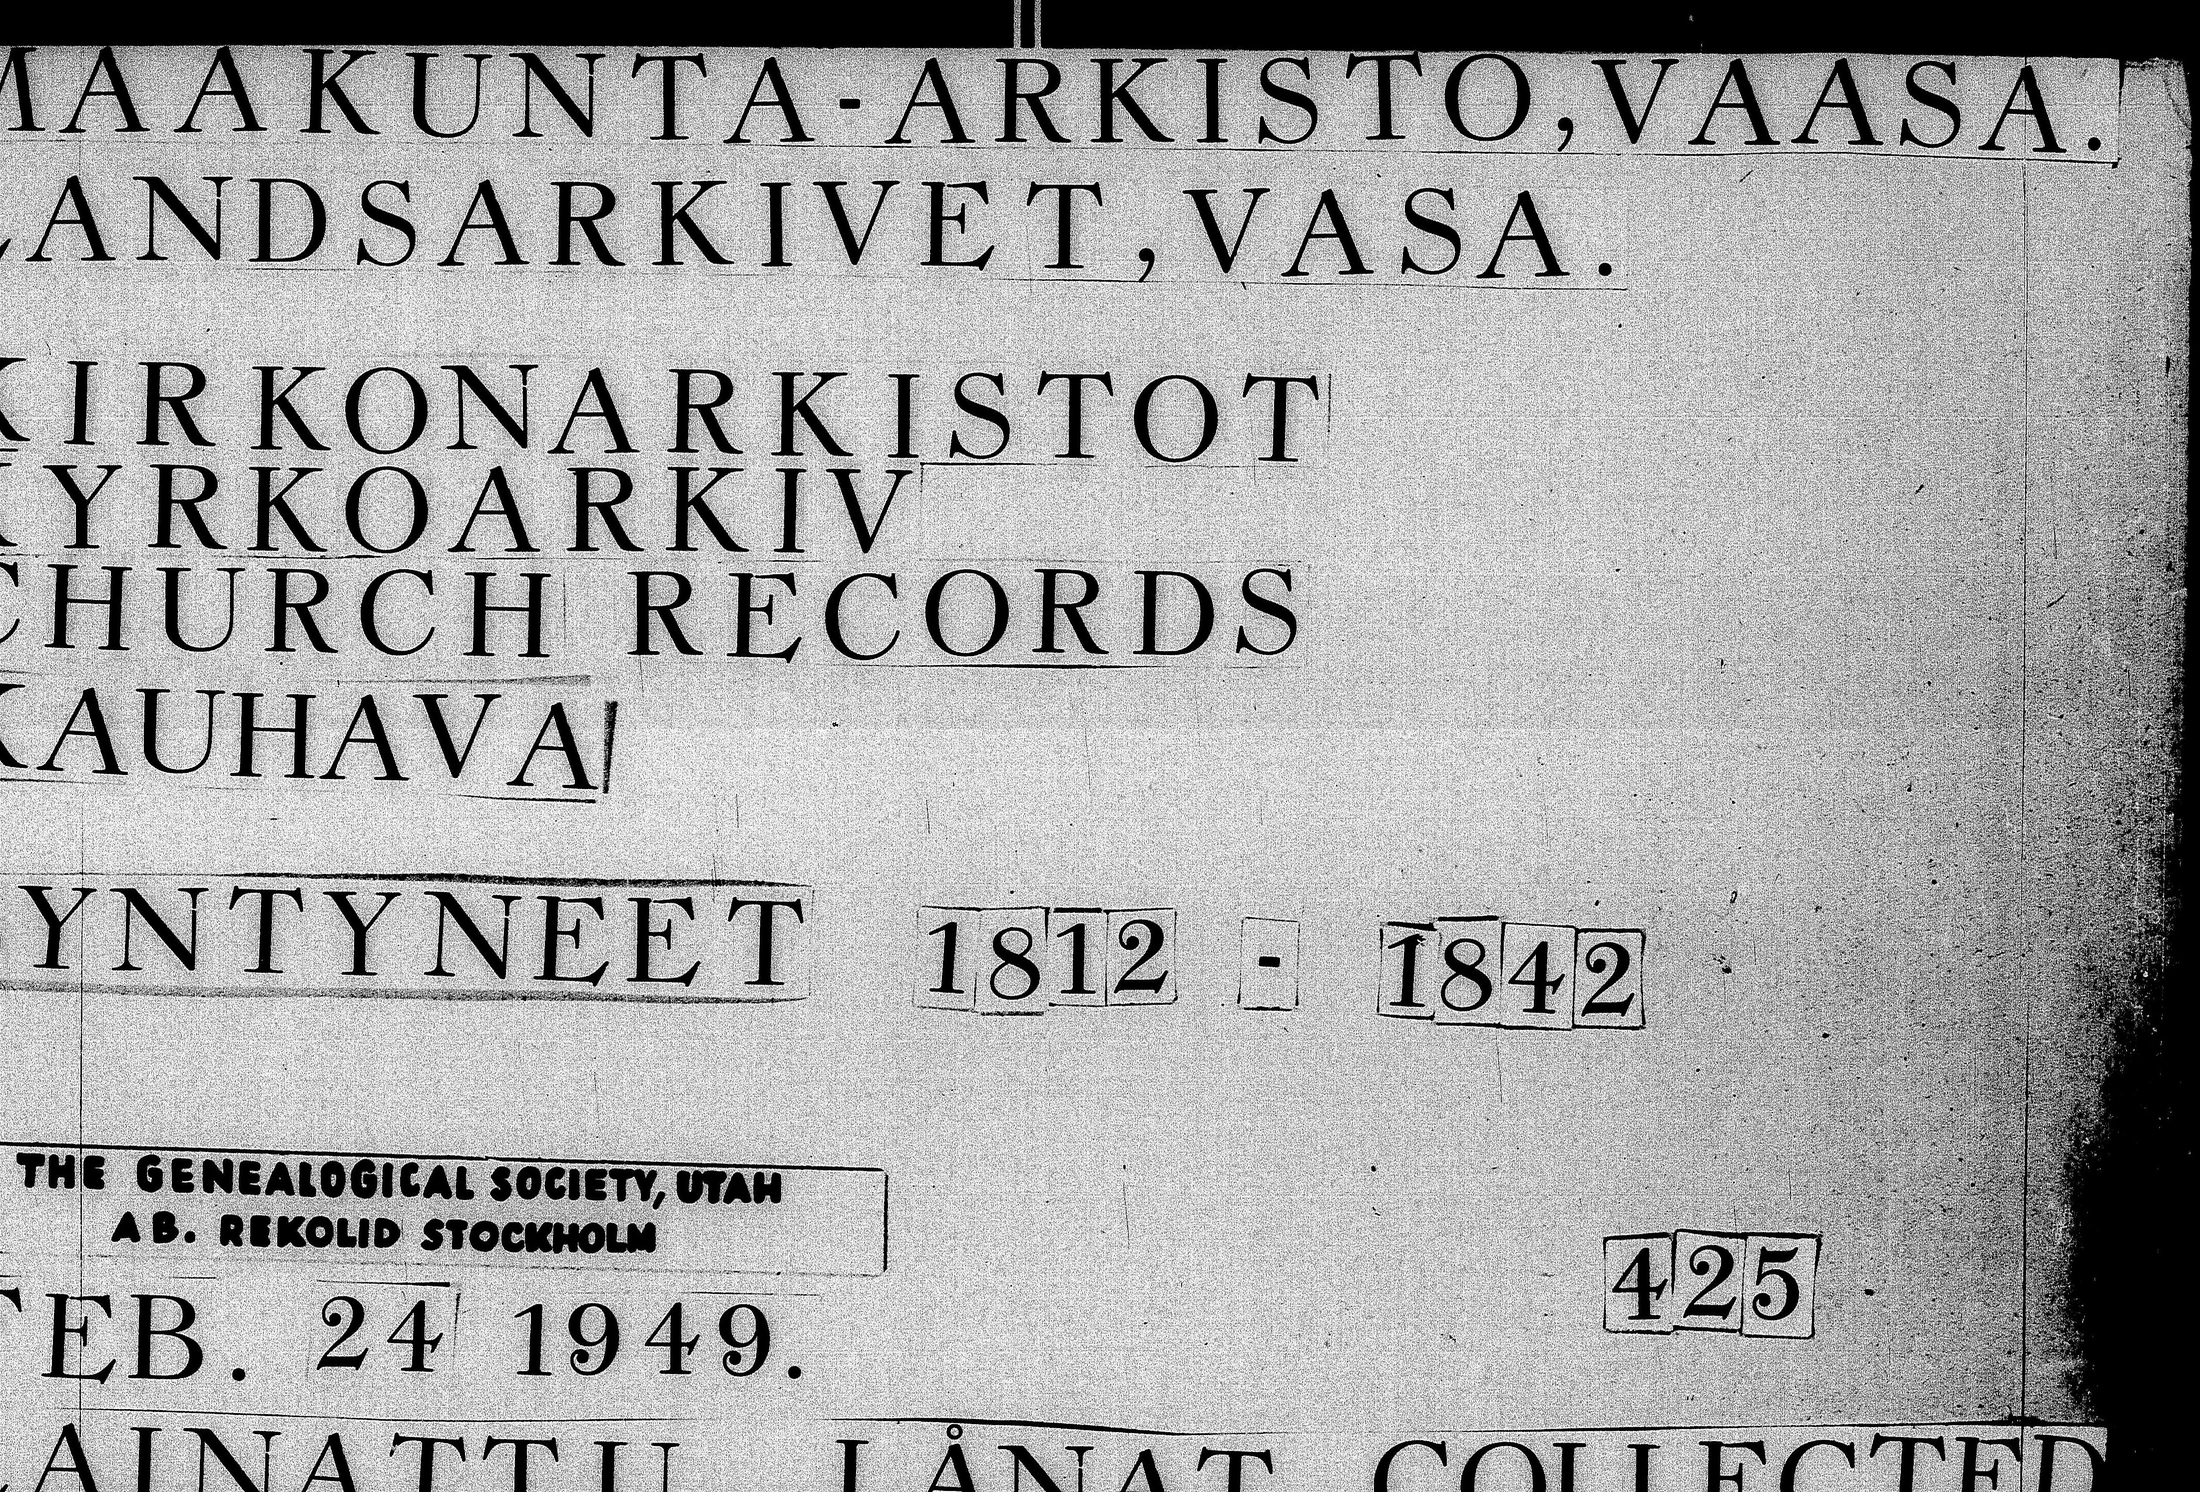 MAAKUNTA-ARKISTO, VAASA.
LANDSARKIVET, VASA.
KIRKONARKISTOT
KYRKOARKIV
CHURCH RECORDS
KAUHAVA
SYNTYNEET 1812 - 1842
THE GENEALOGICAL SOCIETY, UTAH
AB. REKOLID STOCKHOLM
425
FEB. 24 1949.
LAINATTU LÅNAT COLLECTED